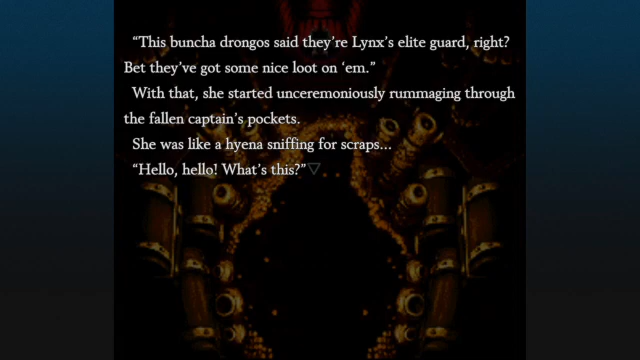 “This buncha drongos said they’re Lynx’s elite guard, right?
Bet they’ve got some nice loot on ‘em.”
With that, she started unceremoniously rummaging through
the fallen captain’s pockets.
She was like a hyena sniffing for scraps...
“Hello, hello! What’s this?”▽